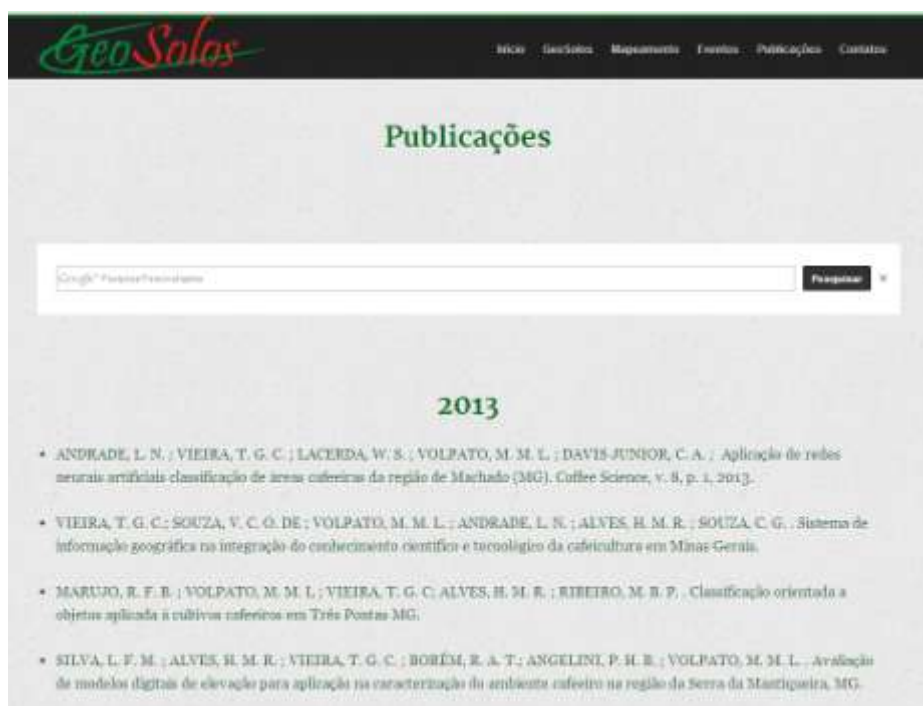 GeoSolos
Início GeoSolos Mapeamento Eventos Publicações Contatos
Publicações
Google™ Pesquisa Personalizada
Pesquisar ×
2013
• ANDRADE, L. N. ; VIEIRA, T. G. C. ; LACERDA, W. S. ; VOLPATO, M. M. L. ; DAVIS-JUNIOR, C. A. ; Aplicação de redes
neurais artificiais classificação de áreas cafeeiras da região de Machado (MG). Coffee Science, v. 8, p. 1, 2013.
• VIEIRA, T. G. C.; SOUZA, V. C. O. DE ; VOLPATO, M. M. L. ; ANDRADE, L. N. ; ALVES, H. M. R. ; SOUZA, C. G. . Sistema de
informação geográfica na integração do conhecimento científico e tecnológico da cafeicultura em Minas Gerais.
• MARUJO, R. F. B. ; VOLPATO, M. M. L ; VIEIRA, T. G. C; ALVES, H. M. R. ; RIBEIRO, M. B. P. . Classificação orientada a
objetos aplicada à cultivos cafeeiros em Três Pontas MG.
• SILVA, L. F. M. ; ALVES, H. M. R. ; VIEIRA, T. G. C. ; BORÉM, R. A. T.; ANGELINI, P. H. B. ; VOLPATO, M. M. L. . Avaliação
de modelos digitais de elevação para aplicação na caracterização do ambiente cafeeiro na região da Serra da Mantiqueira, MG.